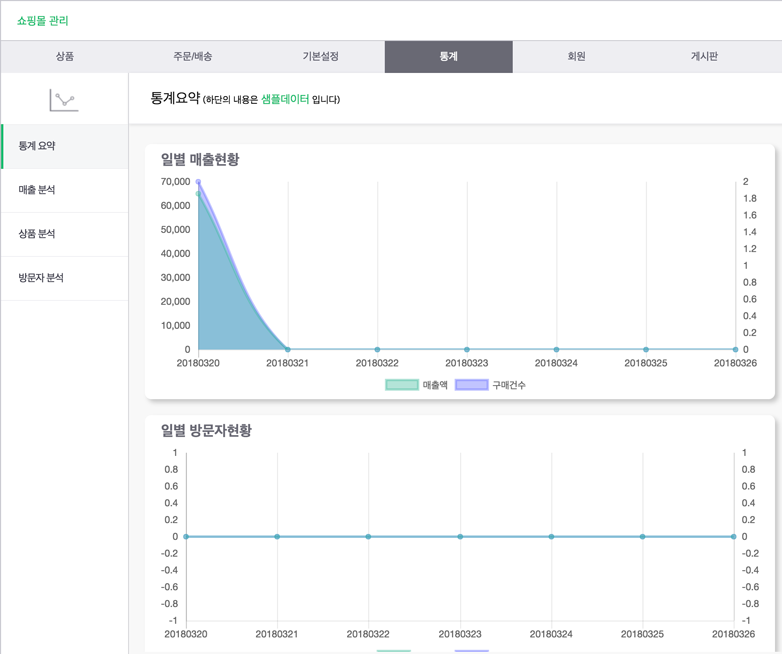 쇼핑몰 관리
상품 주문/배송 기본설정 통계 회원 게시판
통계요약 (하단의 내용은 샘플데이터 입니다)
통계 요약
매출 분석
상품 분석
방문자 분석
일별 매출현황
70,000 2
60,000 1.8
50,000 1.6
40,000 1.4
30,000 1.2
20,000 1
10,000 0.8
0 0.6
0.4
0.2
0
20180320 20180321 20180322 20180323 20180324 20180325 20180326
매출액 구매건수
일별 방문자현황
1 1
0.8 0.8
0.6 0.6
0.4 0.4
0.2 0.2
0 0
-0.2 -0.2
-0.4 -0.4
-0.6 -0.6
-0.8 -0.8
-1 -1
20180320 20180321 20180322 20180323 20180324 20180325 20180326